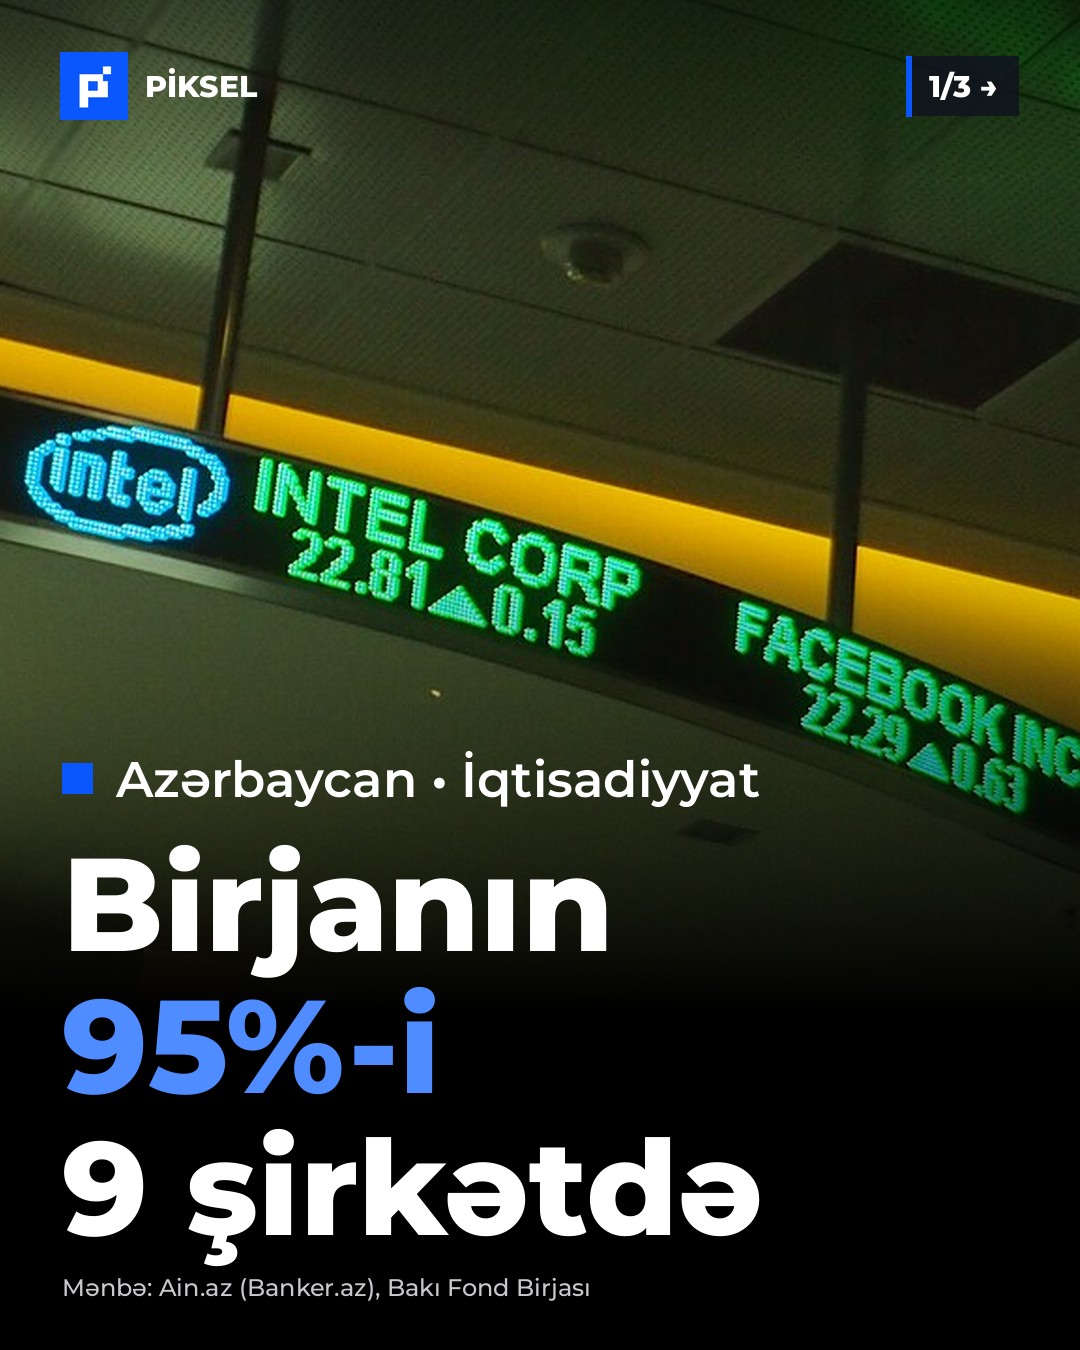 PİKSEL
1/3 →
intel
INTEL CORP
22.81▲0.15
FACEBOOK INC
22.29▲0.63
Azərbaycan • İqtisadiyyat
Birjanın
95%-i
9 şirkətdə
Mənbə: Ain.az (Banker.az), Bakı Fond Birjası